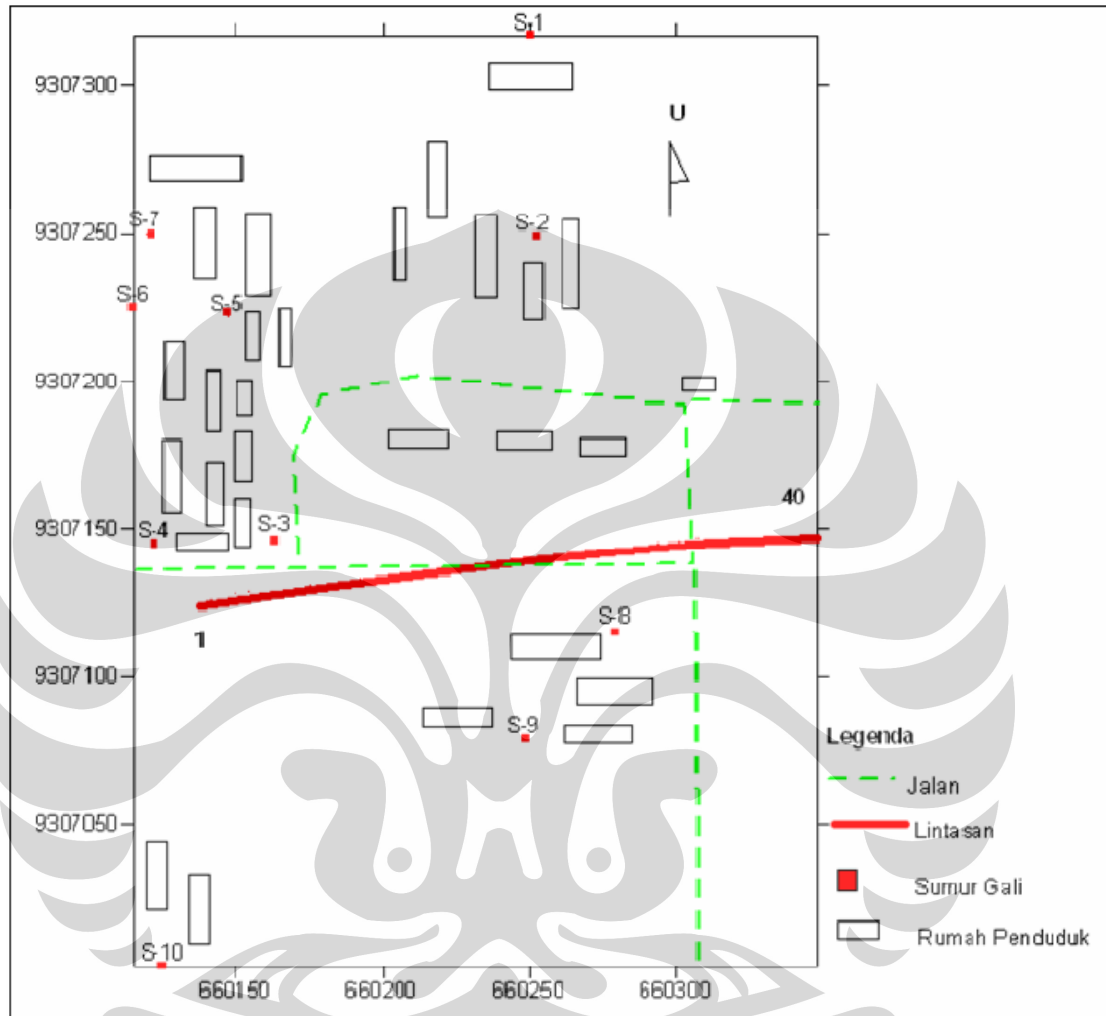 S-1
9307300
U
S-7
S-2
9307250
S-6
S-5
9307200
40
9307150
S-4
S-3
1
S-8
9307100
S-9
Legenda
Jalan
9307050
Lintasan
Sumur Gali
Rumah Penduduk
S-10
660150
660200
660250
660300